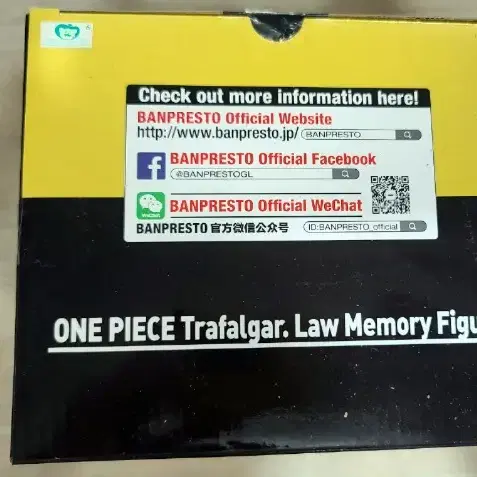 Check out more information here!
BANPRESTO Official Website
http://www.banpresto.jp/ BANPRESTO
BANPRESTO Official Facebook
@BANPRESTOGL
BANPRESTO Official WeChat
WeChat
BANPRESTO 官方微信公众号 ID:BANPRESTO_official
ONE PIECE Trafalgar. Law Memory Figu